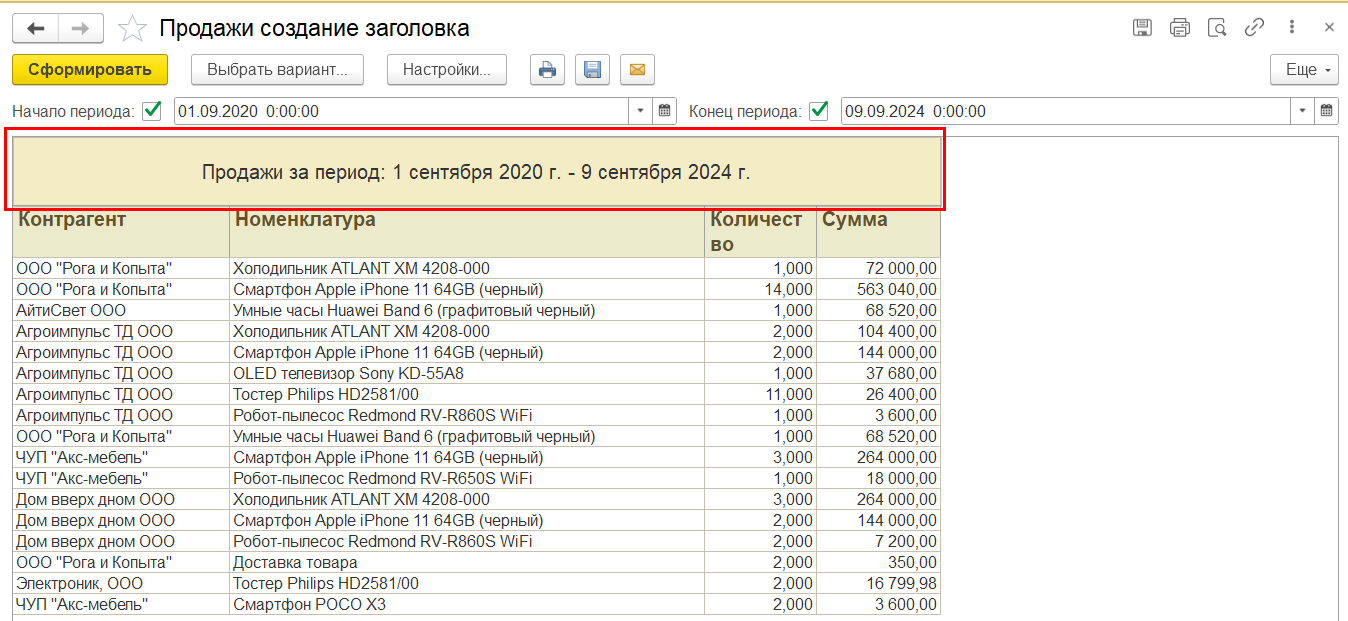 Продажи создание заголовка
Сформировать Выбрать вариант... Настройки... Еще
Начало периода: 01.09.2020 0:00:00 Конец периода: 09.09.2024 0:00:00
Продажи за период: 1 сентября 2020 г. - 9 сентября 2024 г.
Контрагент Номенклатура Количест Сумма
во
ООО "Рога и Копыта" Холодильник ATLANT ХМ 4208-000 1,000 72 000,00
ООО "Рога и Копыта" Смартфон Apple iPhone 11 64GB (черный) 14,000 563 040,00
АйтиСвет ООО Умные часы Huawei Band 6 (графитовый черный) 1,000 68 520,00
Агроимпульс ТД ООО Холодильник ATLANT ХМ 4208-000 2,000 104 400,00
Агроимпульс ТД ООО Смартфон Apple iPhone 11 64GB (черный) 2,000 144 000,00
Агроимпульс ТД ООО OLED телевизор Sony KD-55A8 1,000 37 680,00
Агроимпульс ТД ООО Тостер Philips HD2581/00 11,000 26 400,00
Агроимпульс ТД ООО Робот-пылесос Redmond RV-R860S WiFi 1,000 3 600,00
ООО "Рога и Копыта" Умные часы Huawei Band 6 (графитовый черный) 1,000 68 520,00
ЧУП "Акс-мебель" Смартфон Apple iPhone 11 64GB (черный) 3,000 264 000,00
ЧУП "Акс-мебель" Робот-пылесос Redmond RV-R650S WiFi 1,000 18 000,00
Дом вверх дном ООО Холодильник ATLANT ХМ 4208-000 3,000 264 000,00
Дом вверх дном ООО Смартфон Apple iPhone 11 64GB (черный) 2,000 144 000,00
Дом вверх дном ООО Робот-пылесос Redmond RV-R860S WiFi 2,000 7 200,00
ООО "Рога и Копыта" Доставка товара 2,000 350,00
Электроник, ООО Тостер Philips HD2581/00 2,000 16 799,98
ЧУП "Акс-мебель" Смартфон POCO X3 2,000 3 600,00